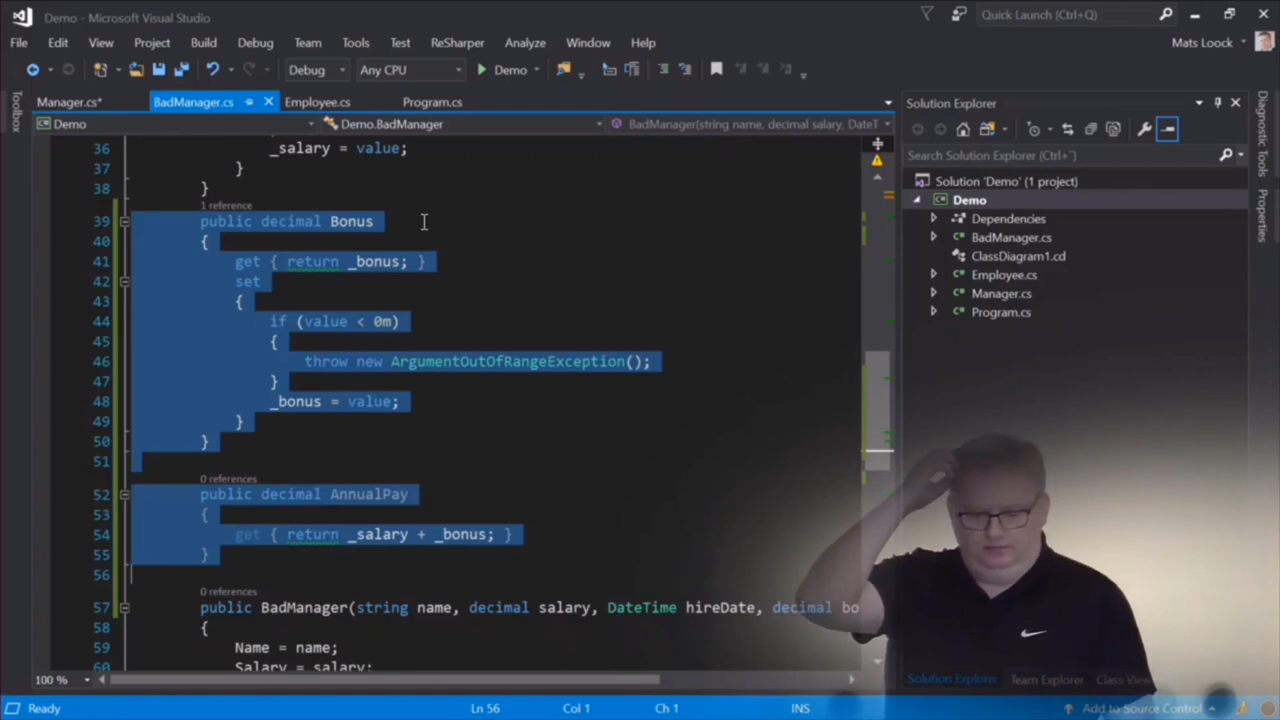 Demo - Microsoft Visual Studio
Quick Launch (Ctrl+Q)
File Edit View Project Build Debug Team Tools Test ReSharper Analyze Window Help
Mats Loock
Debug Any CPU Demo
Toolbox
Manager.cs* BadManager.cs Employee.cs Program.cs
Demo Demo.BadManager BadManager(string name, decimal salary, DateT
36 _salary = value;
37 }
38 }
1 reference
39 public decimal Bonus
40 {
41 get { return _bonus; }
42 set
43 {
44 if (value < 0m)
45 {
46 throw new ArgumentOutOfRangeException();
47 }
48 _bonus = value;
49 }
50 }
51
0 references
52 public decimal AnnualPay
53 {
54 get { return _salary + _bonus; }
55 }
56
0 references
57 public BadManager(string name, decimal salary, DateTime hireDate, decimal bo
58 {
59 Name = name;
60 Salary = salary;
100 %
Solution Explorer
Search Solution Explorer (Ctrl+¨)
Solution 'Demo' (1 project)
Demo
Dependencies
BadManager.cs
ClassDiagram1.cd
Employee.cs
Manager.cs
Program.cs
Solution Explorer Team Explorer Class View
Diagnostic Tools
Properties
Ready Ln 56 Col 1 Ch 1 INS Add to Source Control